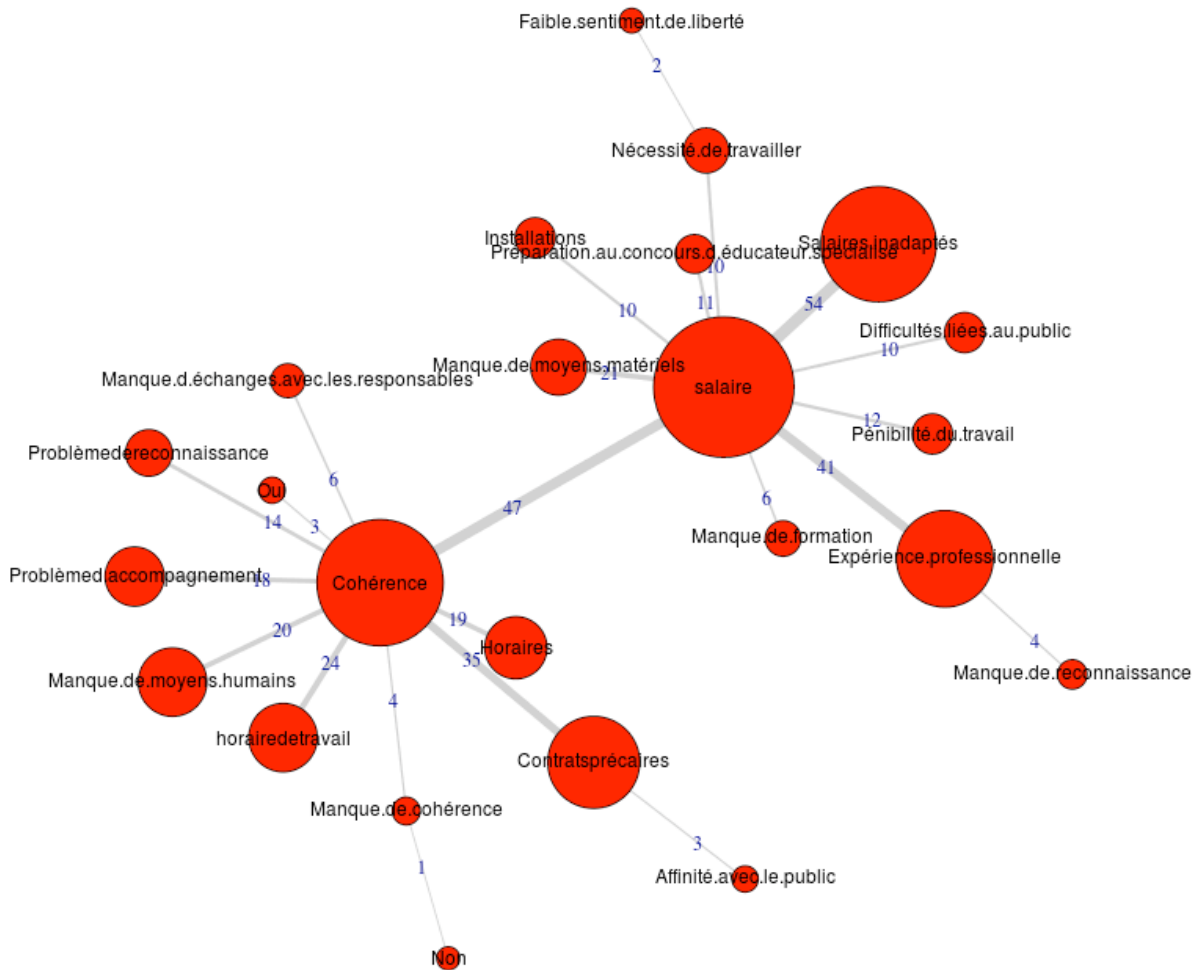 Faible.sentiment.de.liberté
2
Nécessité.de.travailler
Installations
Salaires.inadaptés
Préparation.au.concours.d.éducateur.spécialisé
10
11
54
10
Difficultés.liées.au.public
10
Manque.de.moyens.matériels
21
salaire
Manque.d.échanges.avec.les.responsables
12
Pénibilité.du.travail
Problèmedereconnaissance
41
6
Oui
47
6
14
3
Manque.de.formation
Expérience.professionnelle
Problèmed.accompagnement
18
Cohérence
19
20
4
Horaires
35
24
Manque.de.reconnaissance
Manque.de.moyens.humains
4
horairedetravail
Contratsprécaires
Manque.de.cohérence
3
1
Affinité.avec.le.public
Non